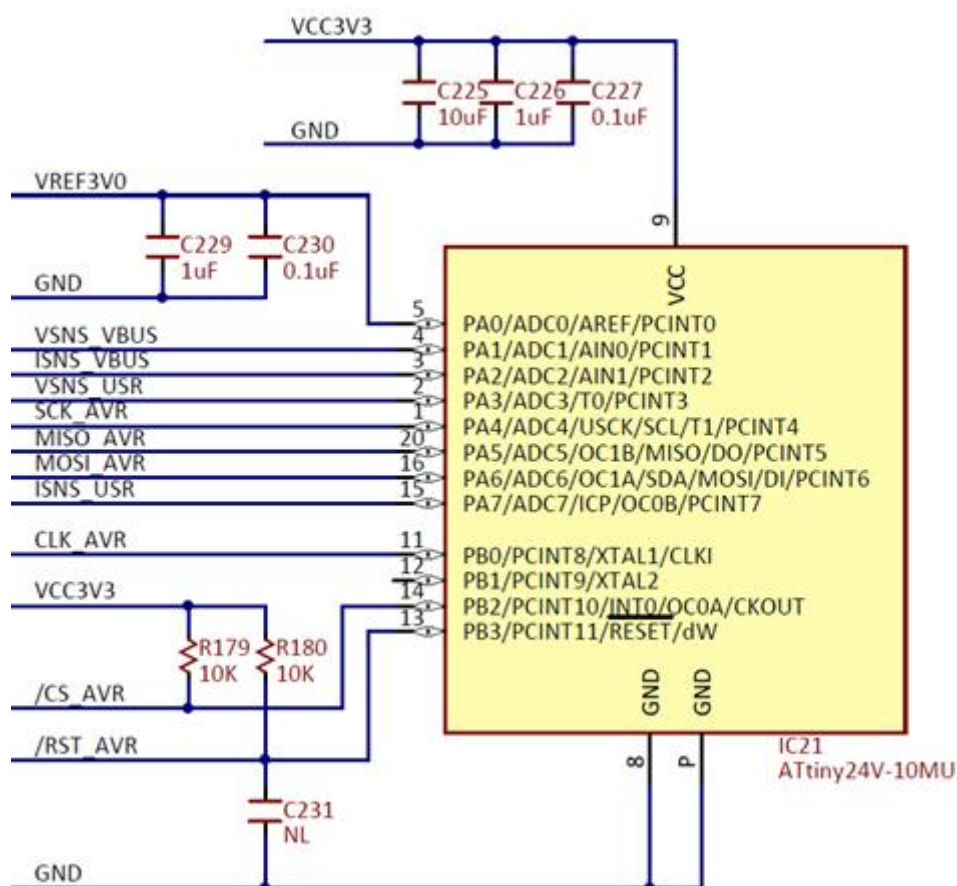 VCC3V3
C225
10uF
C226
1uF
C227
0.1uF
GND
VREF3V0
C229
1uF
C230
0.1uF
GND
9
VCC
5
PA0/ADC0/AREF/PCINT0
VSNS_VBUS
4
PA1/ADC1/AIN0/PCINT1
ISNS_VBUS
3
PA2/ADC2/AIN1/PCINT2
VSNS_USR
2
PA3/ADC3/T0/PCINT3
SCK_AVR
1
PA4/ADC4/USCK/SCL/T1/PCINT4
MISO_AVR
20
PA5/ADC5/OC1B/MISO/DO/PCINT5
MOSI_AVR
16
PA6/ADC6/OC1A/SDA/MOSI/DI/PCINT6
ISNS_USR
15
PA7/ADC7/ICP/OC0B/PCINT7
CLK_AVR
11
PB0/PCINT8/XTAL1/CLKI
12
PB1/PCINT9/XTAL2
VCC3V3
14
PB2/PCINT10/INT0/OC0A/CKOUT
13
PB3/PCINT11/RESET/dW
R179
10K
R180
10K
/CS_AVR
/RST_AVR
GND
GND
8
P
IC21
ATtiny24V-10MU
C231
NL
GND